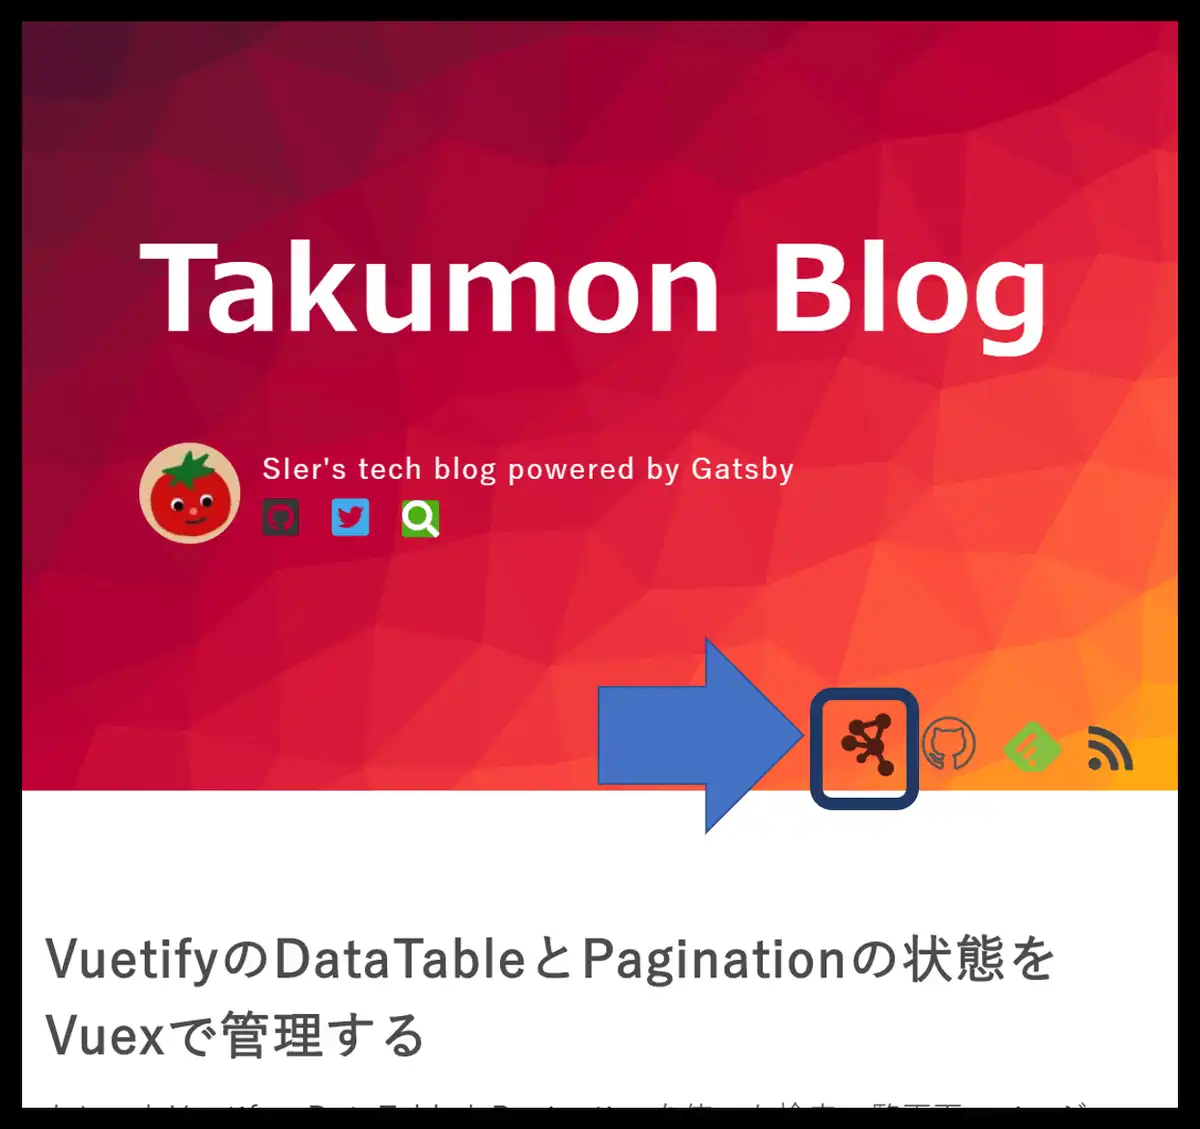 Takumon Blog
SIer's tech blog powered by Gatsby
VuetifyのDataTableとPaginationの状態を
Vuexで管理する